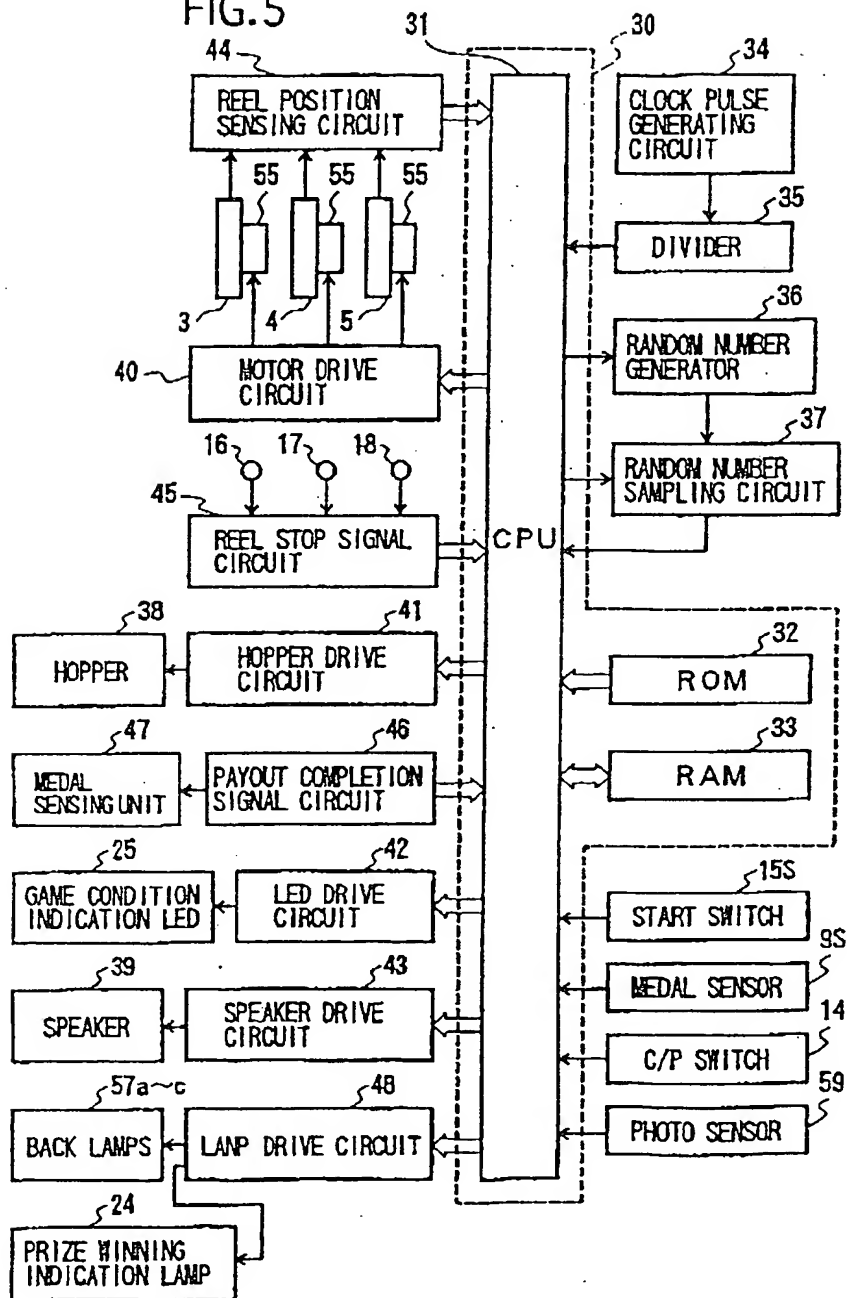 FIG.5
31
30
44
34
REEL POSITION
SENSING CIRCUIT
CLOCK PULSE
GENERATING
CIRCUIT
55
55
55
35
DIVIDER
3
4
5
36
40
MOTOR DRIVE
CIRCUIT
RANDOM NUMBER
GENERATOR
16
17
18
37
RANDOM NUMBER
SAMPLING CIRCUIT
45
REEL STOP SIGNAL
CIRCUIT
CPU
38
41
HOPPER
HOPPER DRIVE
CIRCUIT
32
ROM
47
46
33
MEDAL
SENSING UNIT
PAYOUT COMPLETION
SIGNAL CIRCUIT
RAM
25
42
GAME CONDITION
INDICATION LED
LED DRIVE
CIRCUIT
15S
START SWITCH
39
43
9S
SPEAKER
SPEAKER DRIVE
CIRCUIT
MEDAL SENSOR
14
C/P SWITCH
57a~c
48
59
BACK LAMPS
LANP DRIVE CIRCUIT
PHOTO SENSOR
24
PRIZE WINNING
INDICATION LAMP